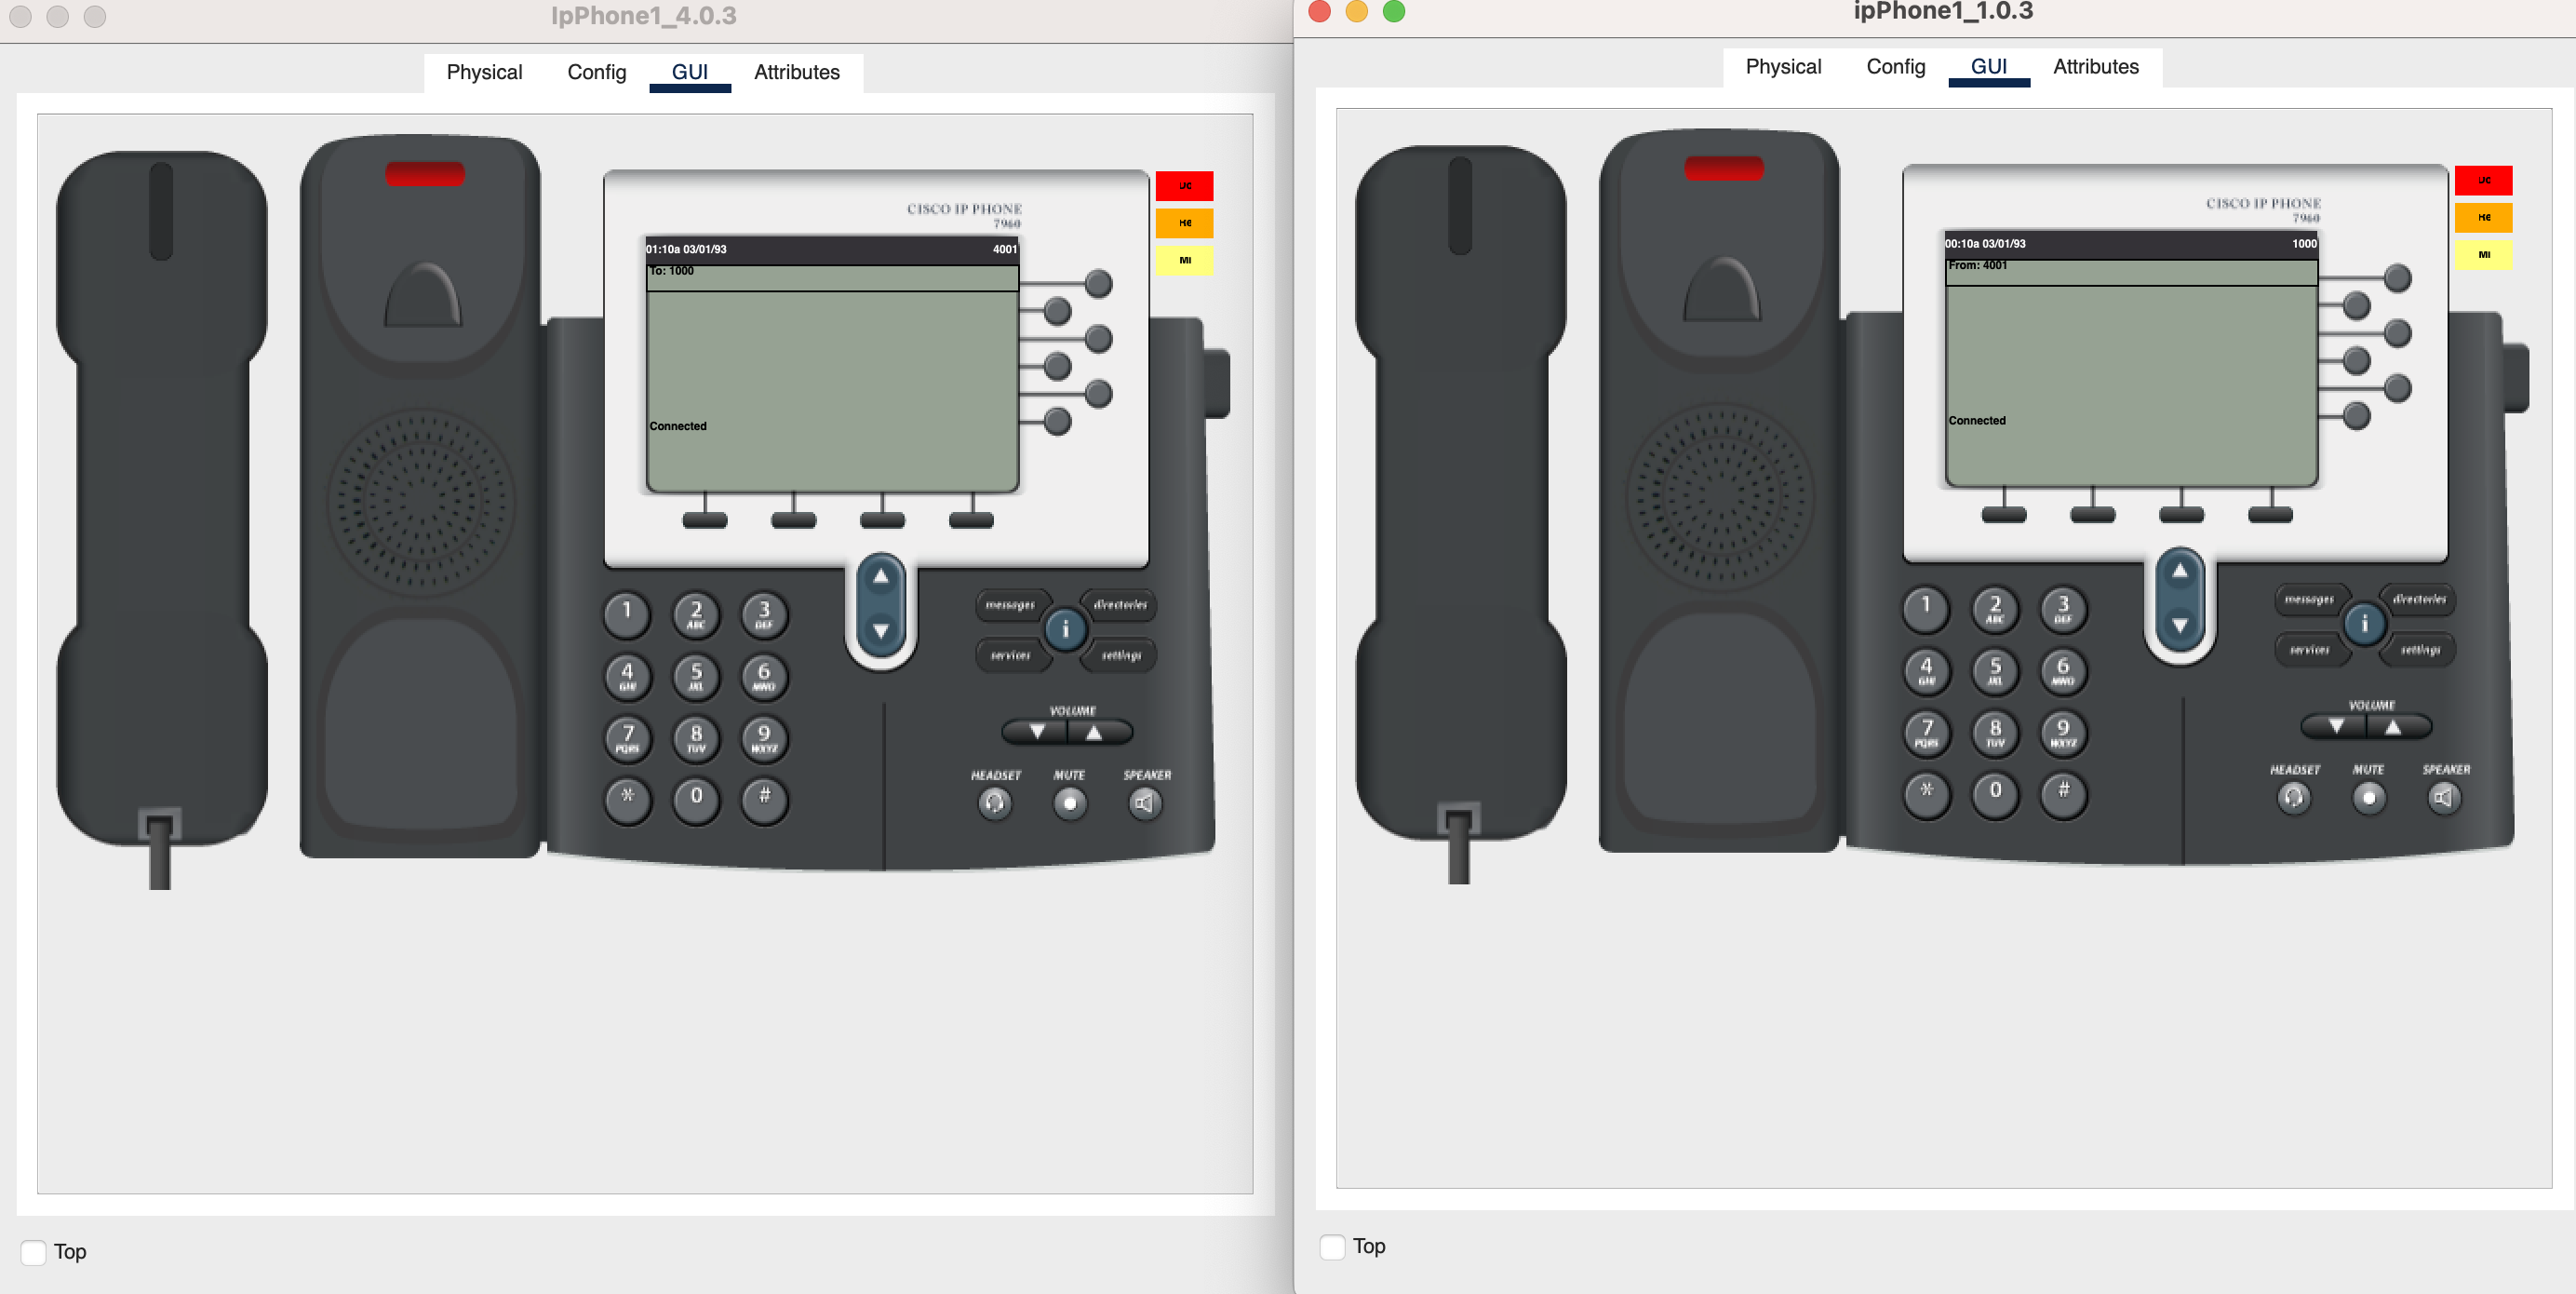 IpPhone1_4.0.3
Physical Config GUI Attributes
CISCO IP PHONE
7960
01:10a 03/01/93 4001
To: 1000
Connected
Do
He
Mi
1 2 ABC 3 DEF
4 GHI 5 JKL 6 MNO
7 PQRS 8 TUV 9 WXYZ
* 0 #
messages directories
i
services settings
VOLUME
HEADSET MUTE SPEAKER
Top
ipPhone1_1.0.3
Physical Config GUI Attributes
CISCO IP PHONE
7960
00:10a 03/01/93 1000
From: 4001
Connected
Do
He
Mi
1 2 ABC 3 DEF
4 GHI 5 JKL 6 MNO
7 PQRS 8 TUV 9 WXYZ
* 0 #
messages directories
i
services settings
VOLUME
HEADSET MUTE SPEAKER
Top